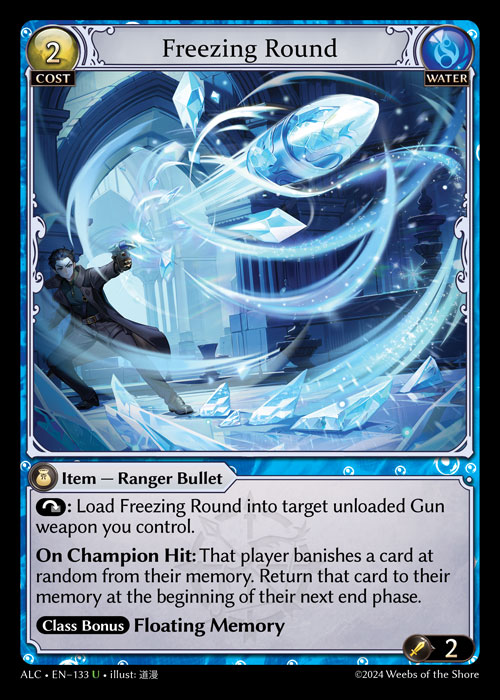 2
Freezing Round
COST
WATER
Item — Ranger Bullet
: Load Freezing Round into target unloaded Gun
weapon you control.
On Champion Hit: That player banishes a card at
random from their memory. Return that card to their
memory at the beginning of their next end phase.
Class Bonus Floating Memory
2
ALC • EN–133 U • illust: 道漫
©2024 Weebs of the Shore